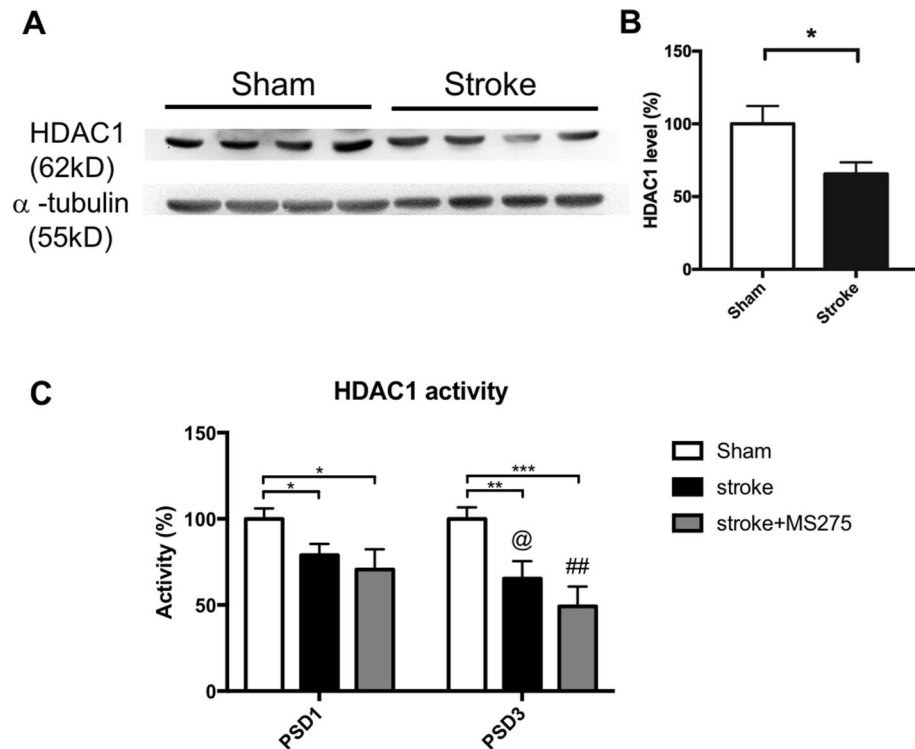 A
Sham Stroke
HDAC1
(62kD)
α -tubulin
(55kD)
B
HDAC1 level (%)
150
100
50
0
*
Sham
Stroke
C
HDAC1 activity
Activity (%)
150
100
50
0
*
*
***
**
@
##
PSD1
PSD3
Sham
stroke
stroke+MS275